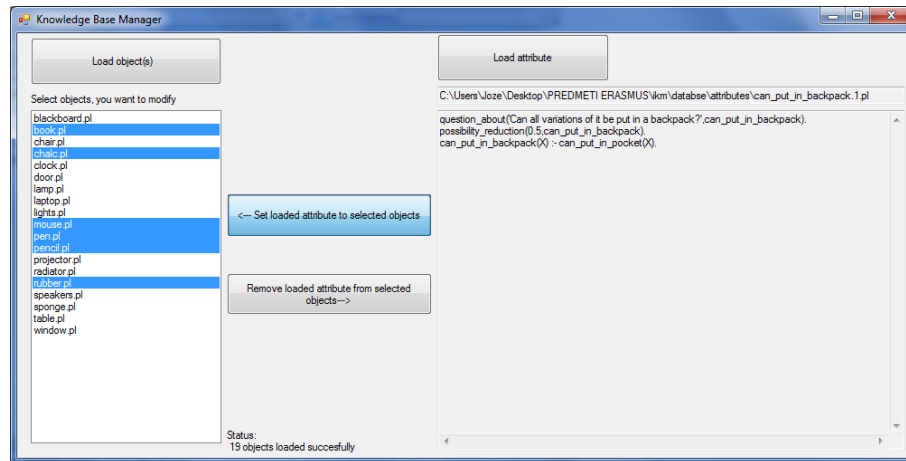 Knowledge Base Manager
Load object(s)
Load attribute
Select objects, you want to modify
C:\Users\Joze\Desktop\PREDMETI ERASMUS\ikm\databse\attributes\can_put_in_backpack.1.pl
blackboard.pl
book.pl
chair.pl
chalc.pl
clock.pl
door.pl
lamp.pl
laptop.pl
lights.pl
mouse.pl
pen.pl
pencil.pl
projector.pl
radiator.pl
rubber.pl
speakers.pl
sponge.pl
table.pl
window.pl
question_about('Can all variations of it be put in a backpack?',can_put_in_backpack).
possibility_reduction(0.5,can_put_in_backpack).
can_put_in_backpack(X) :- can_put_in_pocket(X).
<--- Set loaded attribute to selected objects
Remove loaded attribute from selected
objects--->
Status:
19 objects loaded succesfully